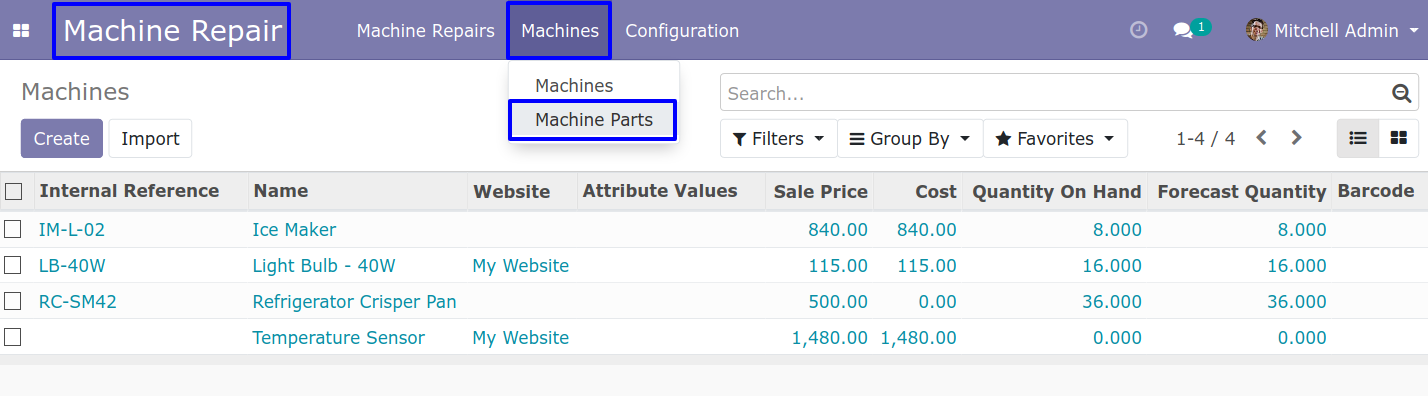 Machine Repair Machine Repairs Machines Configuration 1 Mitchell Admin
Machines
Machine Parts
Machines
Search...
Create Import
Filters Group By Favorites 1-4 / 4
Internal Reference Name Website Attribute Values Sale Price Cost Quantity On Hand Forecast Quantity Barcode
IM-L-02 Ice Maker 840.00 840.00 8.000 8.000
LB-40W Light Bulb - 40W My Website 115.00 115.00 16.000 16.000
RC-SM42 Refrigerator Crisper Pan 500.00 0.00 36.000 36.000
Temperature Sensor My Website 1,480.00 1,480.00 0.000 0.000